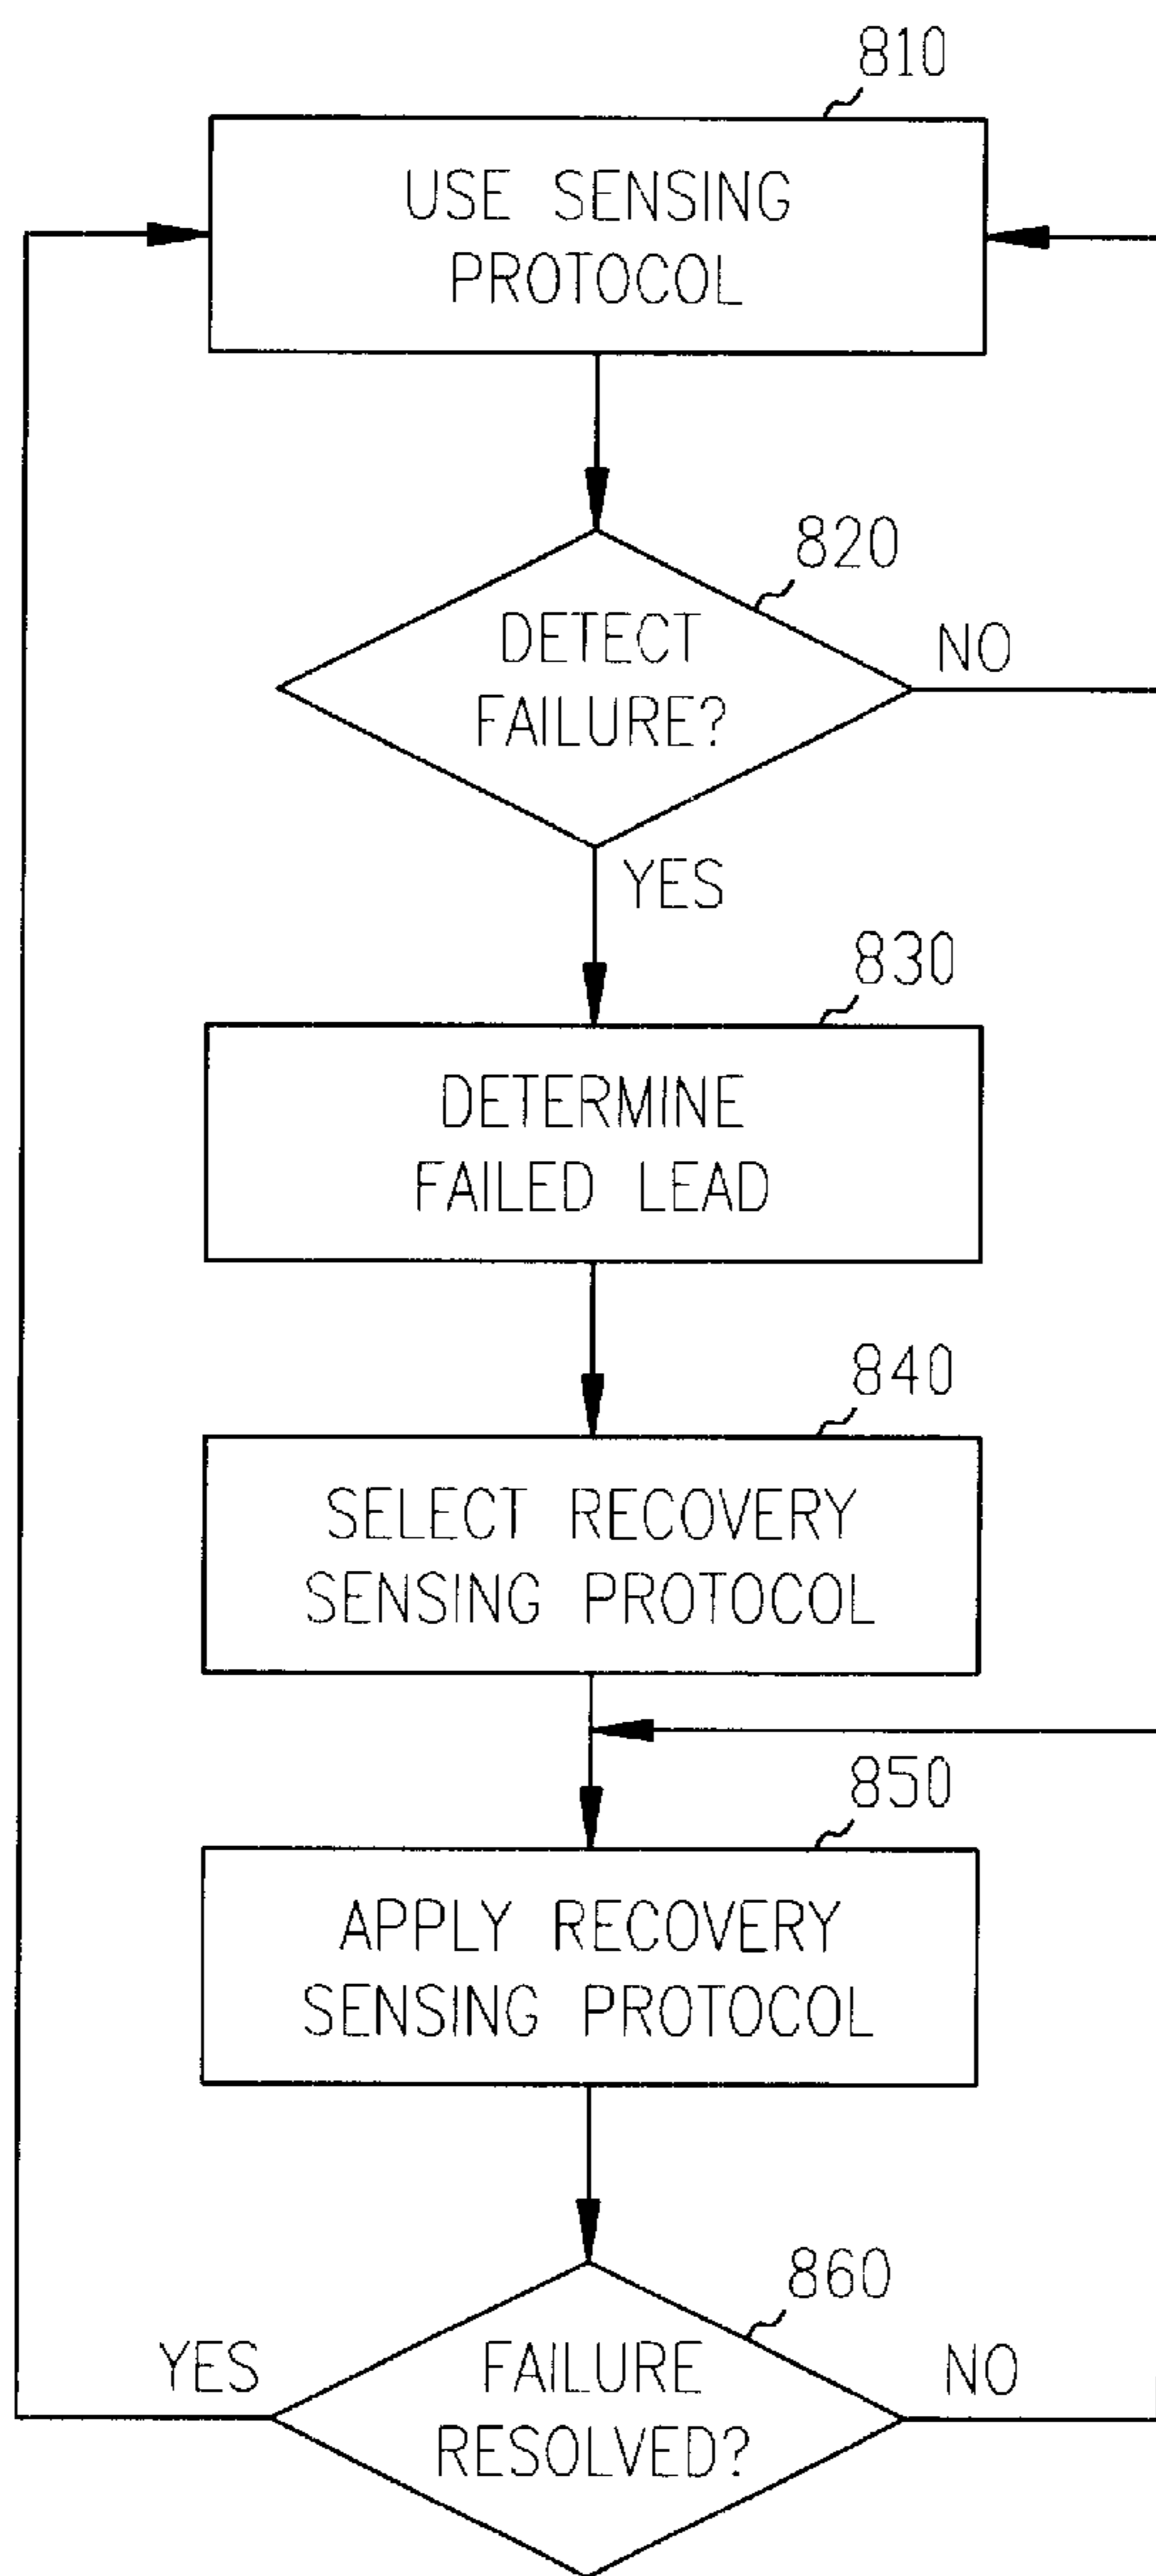 810
USE SENSING
PROTOCOL
820
DETECT
FAILURE?
NO
YES
830
DETERMINE
FAILED LEAD
840
SELECT RECOVERY
SENSING PROTOCOL
850
APPLY RECOVERY
SENSING PROTOCOL
860
YES
FAILURE
RESOLVED?
NO